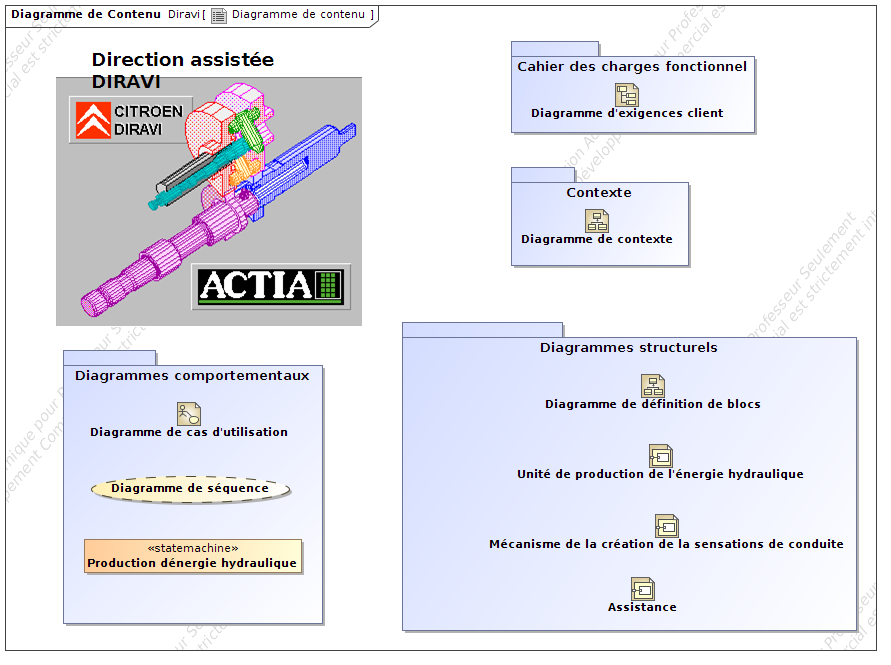 Diagramme de Contenu Diravi [ Diagramme de contenu ]
Direction assistée
DIRAVI
CITROEN
DIRAVI
ACTIA
Cahier des charges fonctionnel
Diagramme d'exigences client
Contexte
Diagramme de contexte
Diagrammes comportementaux
Diagramme de cas d'utilisation
Diagramme de séquence
«statemachine»
Production dénergie hydraulique
Diagrammes structurels
Diagramme de définition de blocs
Unité de production de l'énergie hydraulique
Mécanisme de la création de la sensations de conduite
Assistance